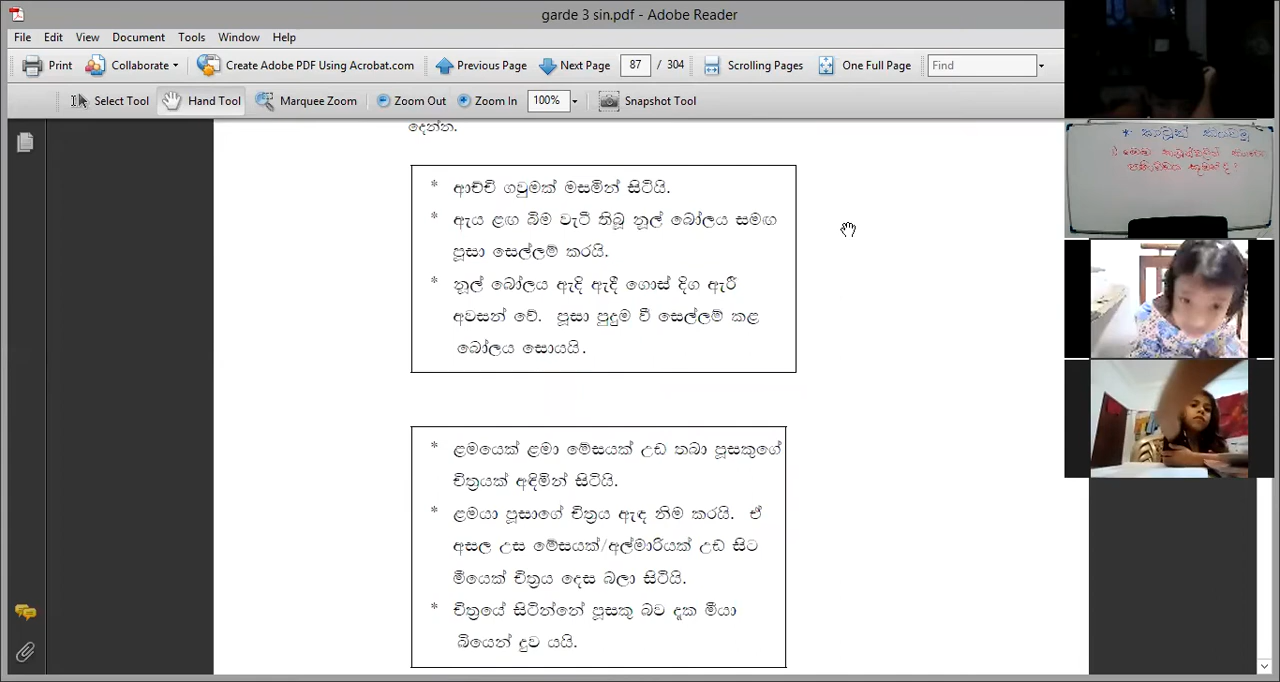 garde 3 sin.pdf - Adobe Reader
File Edit View Document Tools Window Help
Print Collaborate Create Adobe PDF Using Acrobat.com Previous Page Next Page 87 / 304 Scrolling Pages One Full Page Find
Select Tool Hand Tool Marquee Zoom Zoom Out Zoom In 100% Snapshot Tool
දෙන්න.
* ආච්චි ගවුමක් මසමින් සිටියි.
* ඇය ළඟ බිම වැටී තිබූ නූල් බෝලය සමඟ
පූසා සෙල්ලම් කරයි.
* නූල් බෝලය ඇදි ඇදී ගොස් දිග ඇරී
අවසන් වේ. පූසා පුදුම වී සෙල්ලම් කළ
බෝලය සොයයි.
* ළමයෙක් ළමා මේසයක් උඩ තබා පූසකුගේ
චිත්‍රයක් අඳිමින් සිටියි.
* ළමයා පූසාගේ චිත්‍රය ඇඳ නිම කරයි. ඒ
අසල උස මේසයක්/අල්මාරියක් උඩ සිට
මීයෙක් චිත්‍රය දෙස බලා සිටියි.
* චිත්‍රයේ සිටින්නේ පූසකු බව දැක මීයා
බියෙන් දුව යයි.